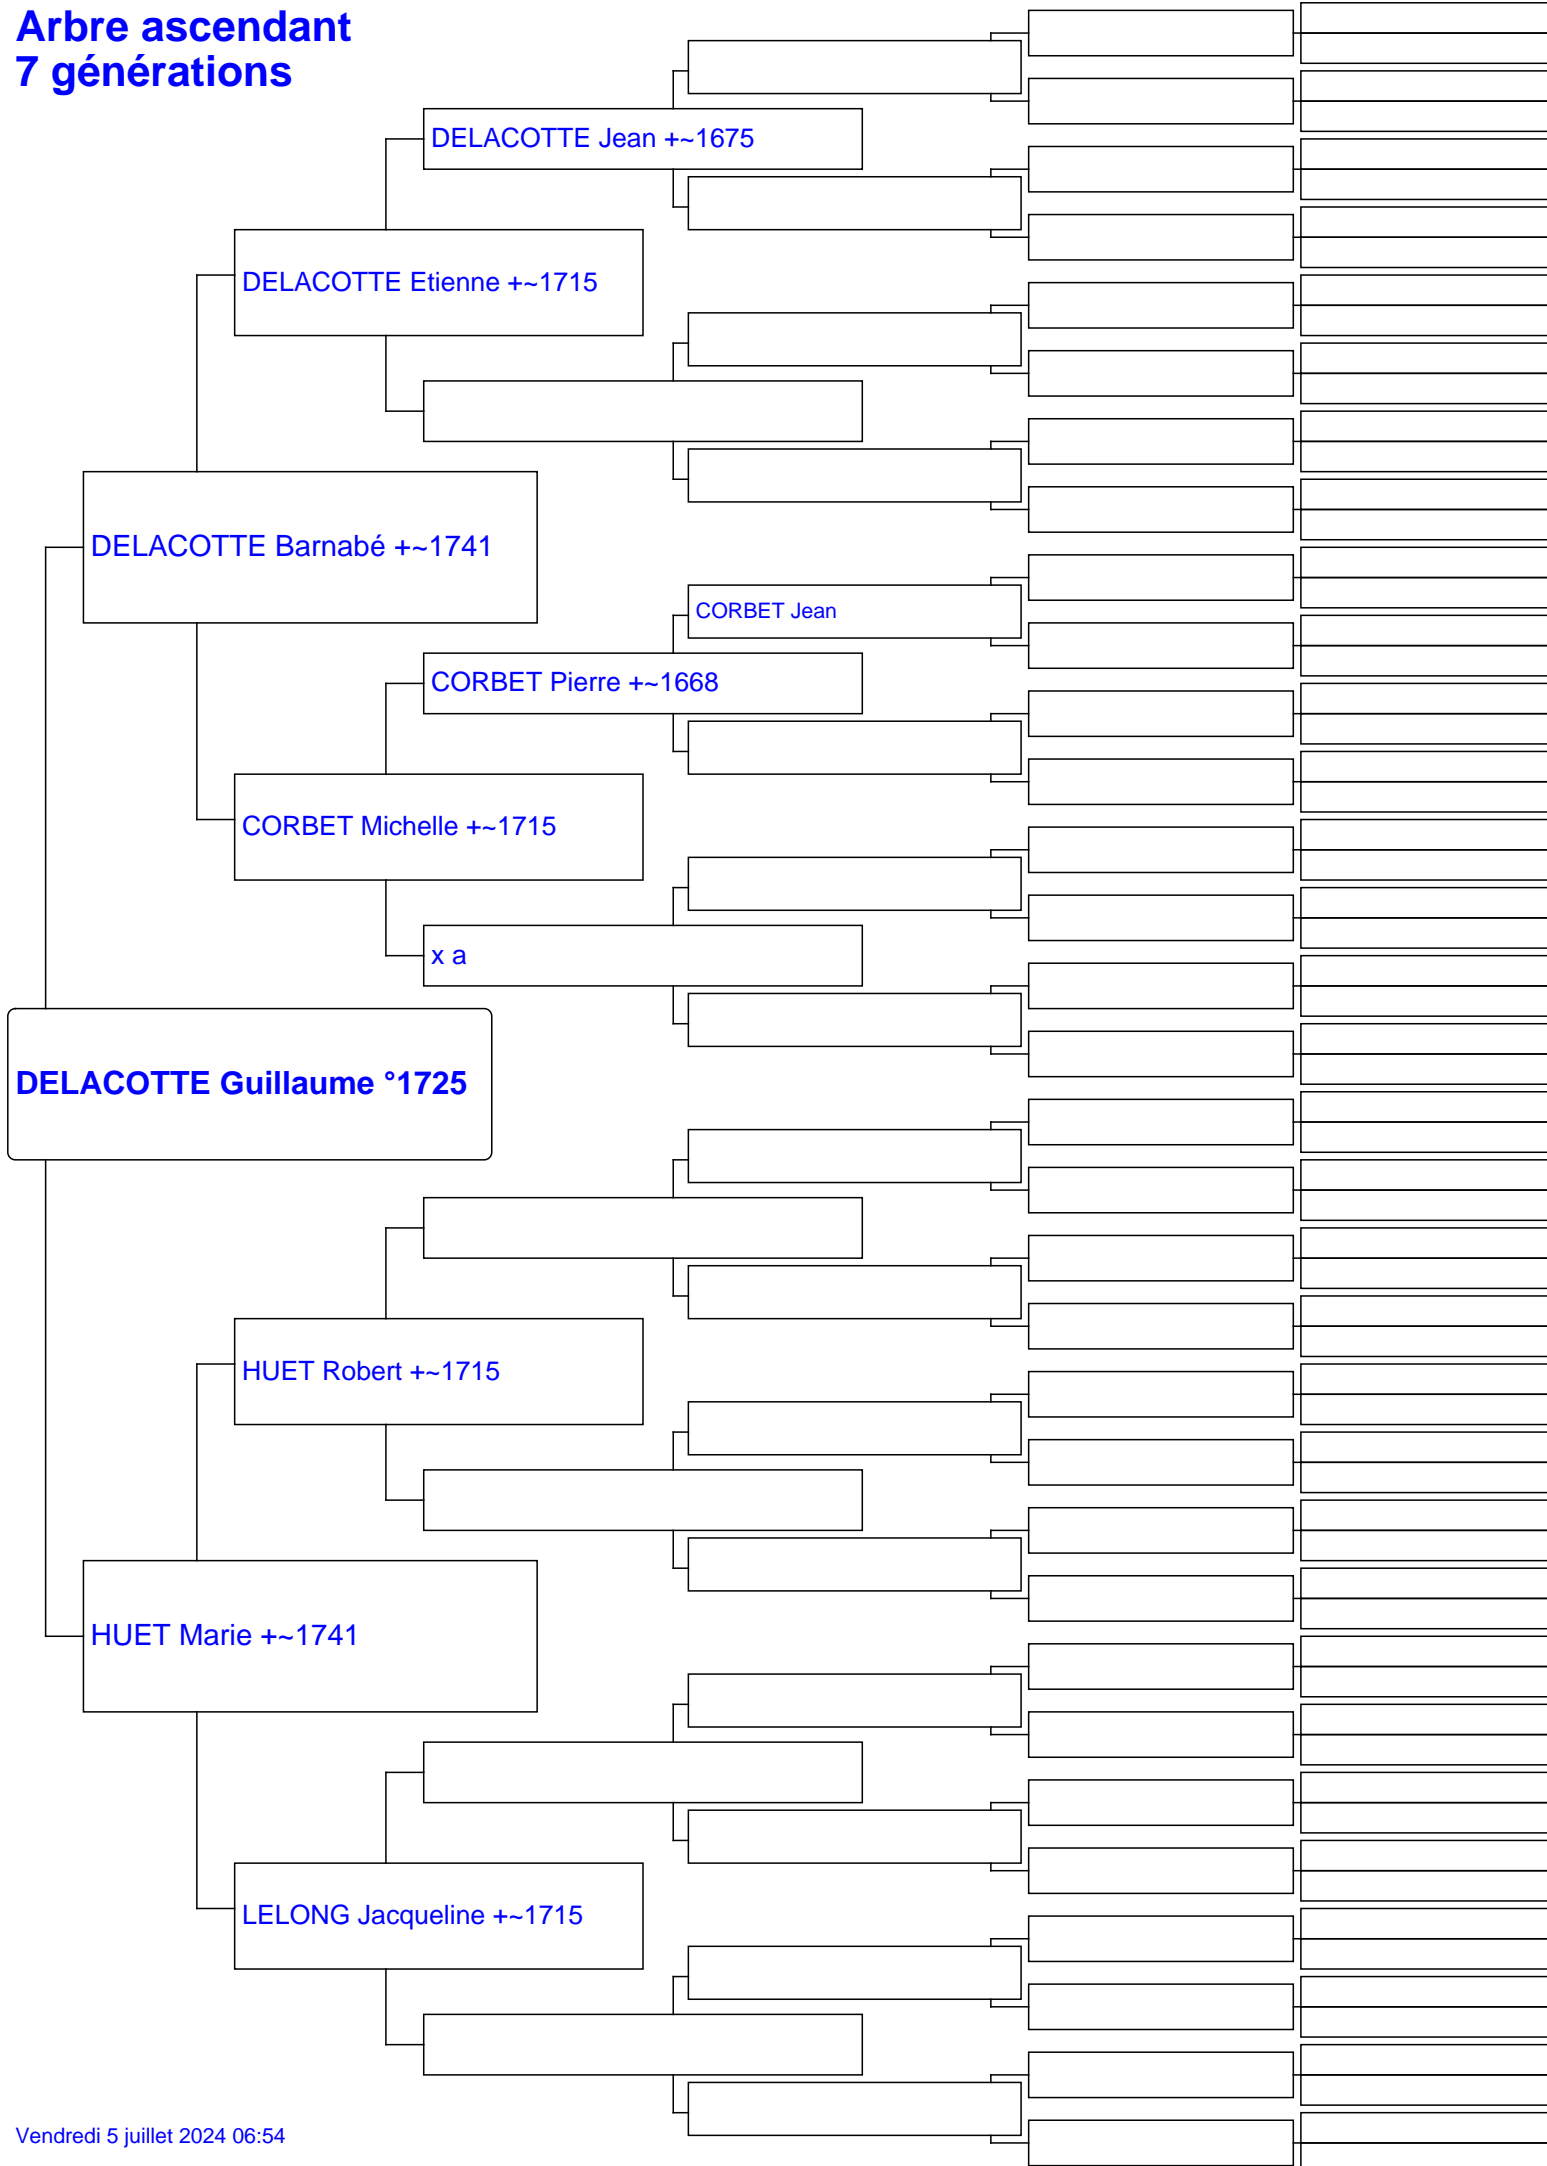 Arbre ascendant
7 générations
DELACOTTE Jean +~1675
DELACOTTE Etienne +~1715
DELACOTTE Barnabé +~1741
CORBET Jean
CORBET Pierre +~1668
CORBET Michelle +~1715
x a
DELACOTTE Guillaume °1725
HUET Robert +~1715
HUET Marie +~1741
LELONG Jacqueline +~1715
Vendredi 5 juillet 2024 06:54